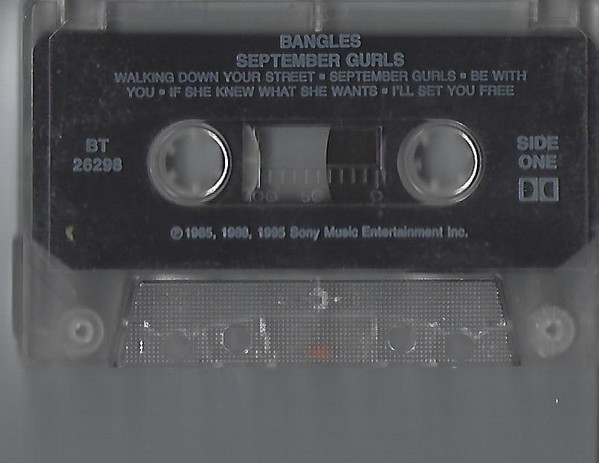 BANGLES
SEPTEMBER GURLS
WALKING DOWN YOUR STREET • SEPTEMBER GURLS • BE WITH
YOU • IF SHE KNEW WHAT SHE WANTS • I'LL SET YOU FREE
BT
26298
SIDE
ONE
100 50 0
℗ 1985, 1988, 1995 Sony Music Entertainment Inc.